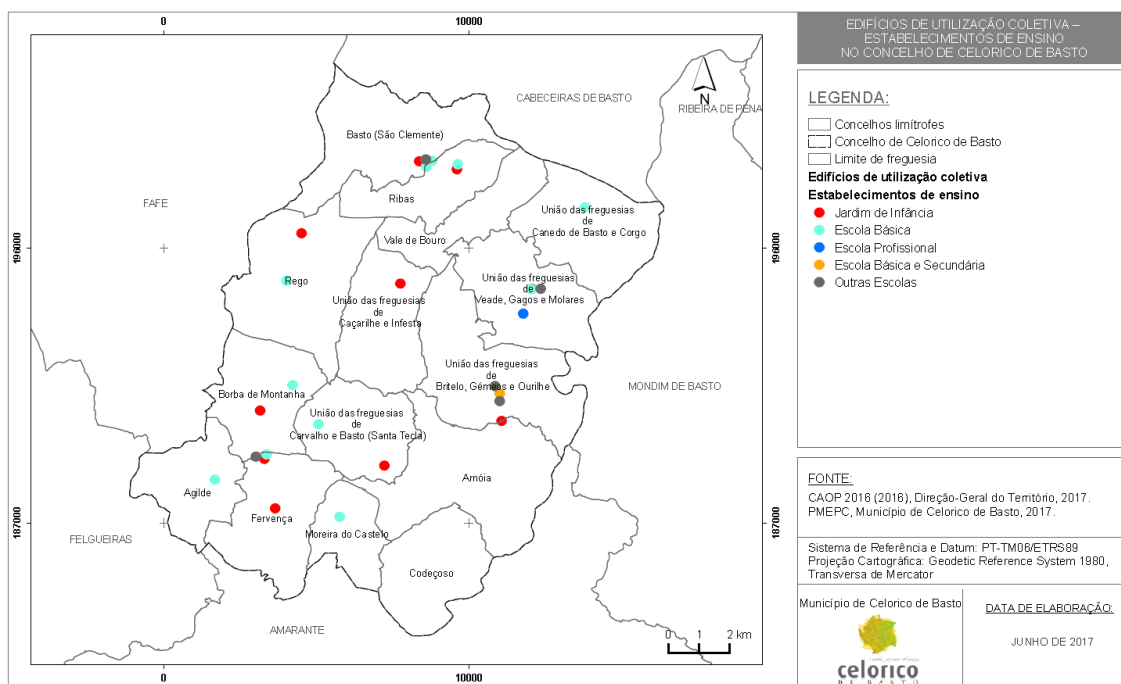 0
10000
CABECEIRAS DE BASTO
RIBEIRA DE PENA
N
Basto (São Clemente)
Ribas
FAFE
União das freguesias
de
Canedo de Basto e Corgo
Vale de Bouro
196000
196000
Rego
União das freguesias
de
Veade, Gagos e Molares
União das freguesias
de
Caçarilhe e Infesta
União das freguesias
de
Britelo, Gémeos e Ourilhe
MONDIM DE BASTO
Borba de Montanha
União das freguesias
de
Carvalho e Basto (Santa Tecla)
Arnóia
Agilde
Fervença
187000
187000
Moreira do Castelo
FELGUEIRAS
Codeçoso
AMARANTE
0 1 2 km
0
10000
EDIFÍCIOS DE UTILIZAÇÃO COLETIVA –
ESTABELECIMENTOS DE ENSINO
NO CONCELHO DE CELORICO DE BASTO
LEGENDA:
Concelhos limítrofes
Concelho de Celorico de Basto
Limite de freguesia
Edifícios de utilização coletiva
Estabelecimentos de ensino
Jardim de Infância
Escola Básica
Escola Profissional
Escola Básica e Secundária
Outras Escolas
FONTE:
CAOP 2016 (2016), Direção-Geral do Território, 2017.
PMEPC, Município de Celorico de Basto, 2017.
Sistema de Referência e Datum: PT-TM06/ETRS89
Projeção Cartográfica: Geodetic Reference System 1980,
Transversa de Mercator
Município de Celorico de Basto
celorico
DE BASTO
DATA DE ELABORAÇÃO:
JUNHO DE 2017